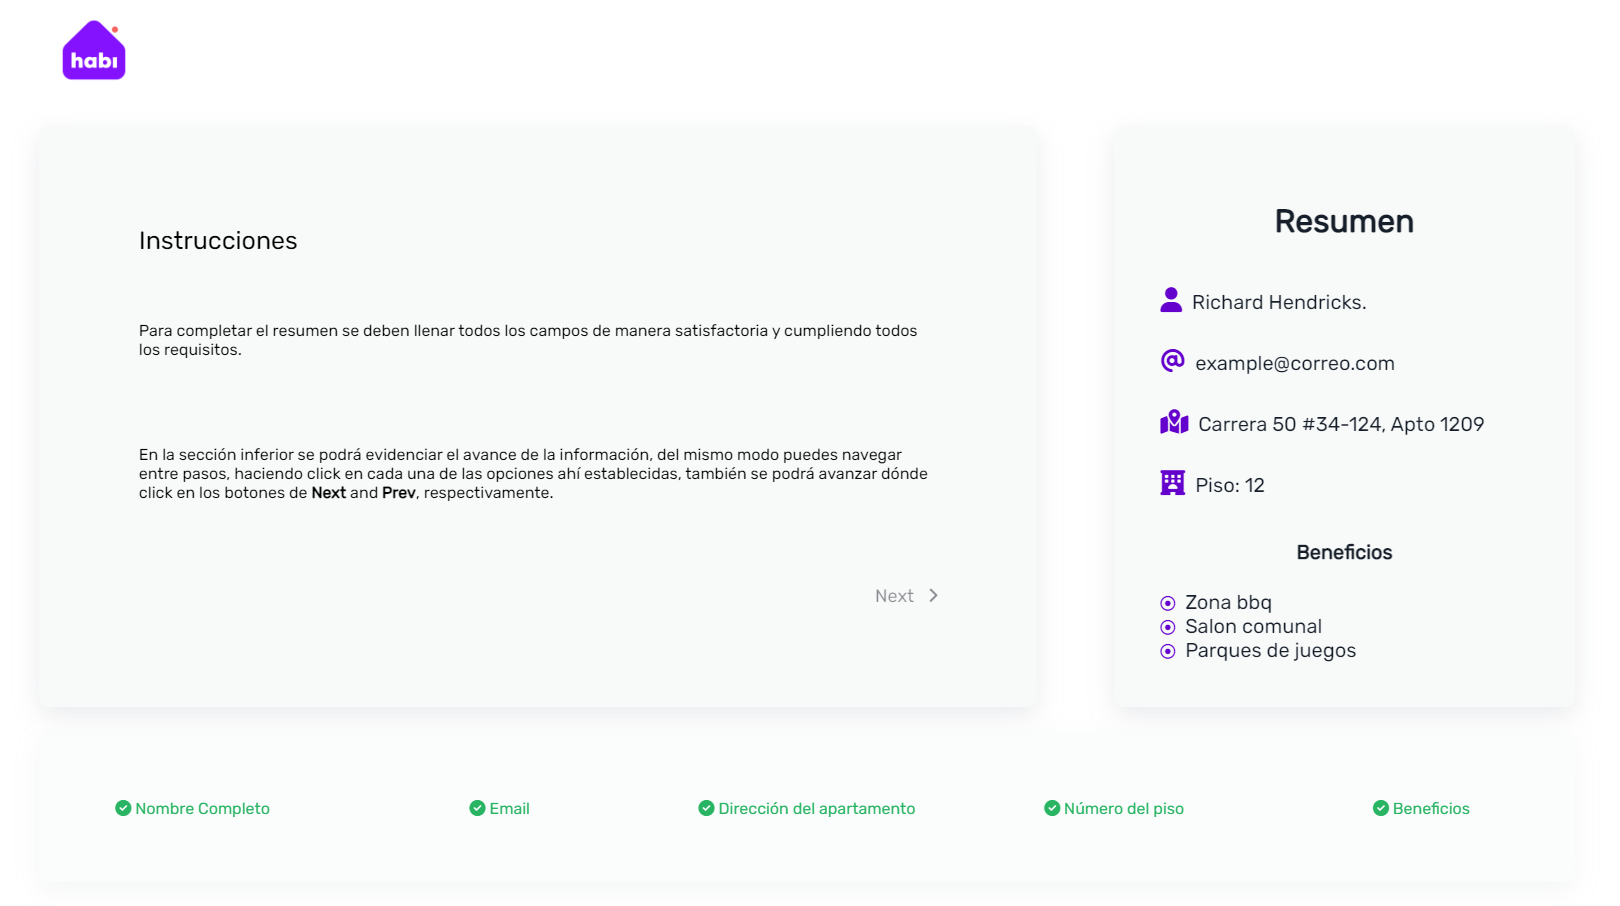 habı
Instrucciones
Para completar el resumen se deben llenar todos los campos de manera satisfactoria y cumpliendo todos
los requisitos.
En la sección inferior se podrá evidenciar el avance de la información, del mismo modo puedes navegar
entre pasos, haciendo click en cada una de las opciones ahí establecidas, también se podrá avanzar dónde
click en los botones de Next and Prev, respectivamente.
Next
Resumen
Richard Hendricks.
example@correo.com
Carrera 50 #34-124, Apto 1209
Piso: 12
Beneficios
Zona bbq
Salon comunal
Parques de juegos
Nombre Completo
Email
Dirección del apartamento
Número del piso
Beneficios